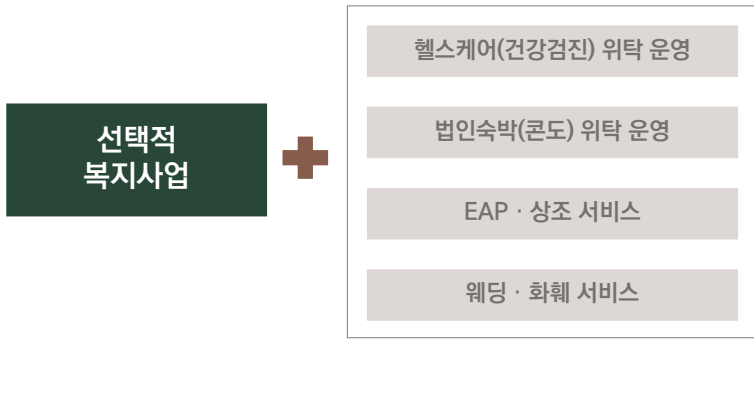 선택적
복지사업
헬스케어(건강검진) 위탁 운영
법인숙박(콘도) 위탁 운영
EAP · 상조 서비스
웨딩 · 화훼 서비스